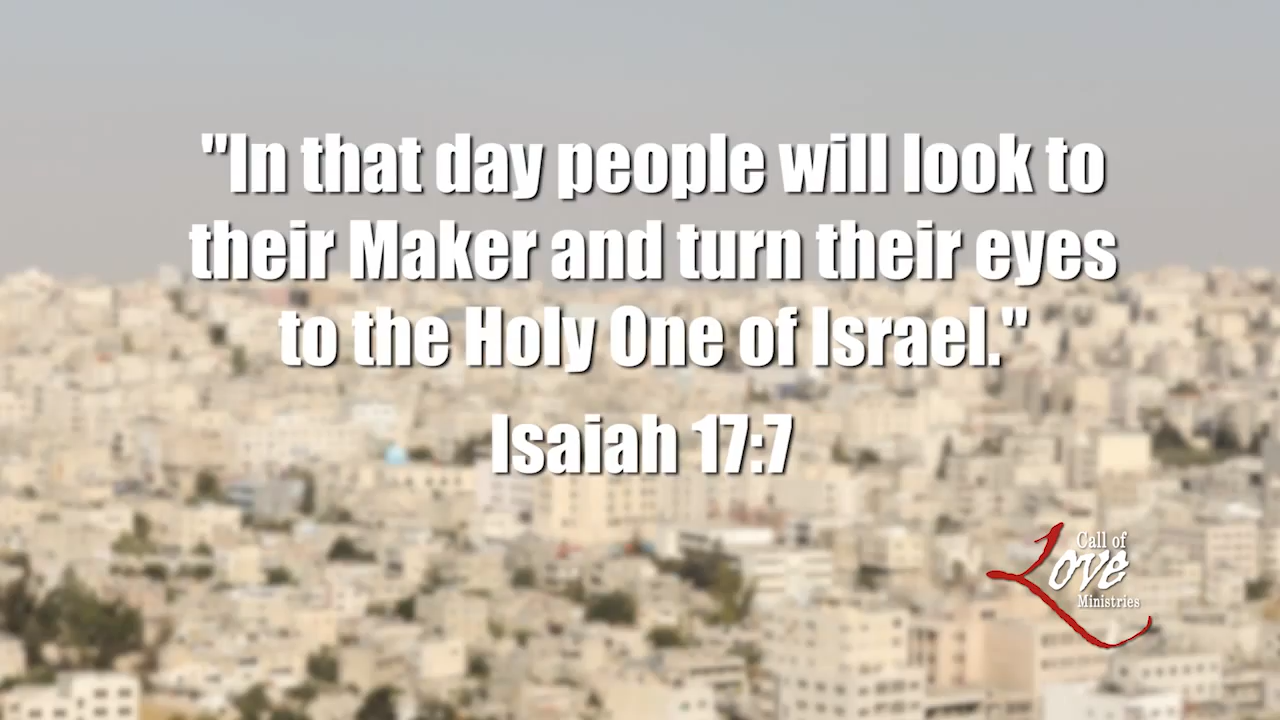 "In that day people will look to
their Maker and turn their eyes
to the Holy One of Israel."
Isaiah 17:7
Call of
Love
Ministries